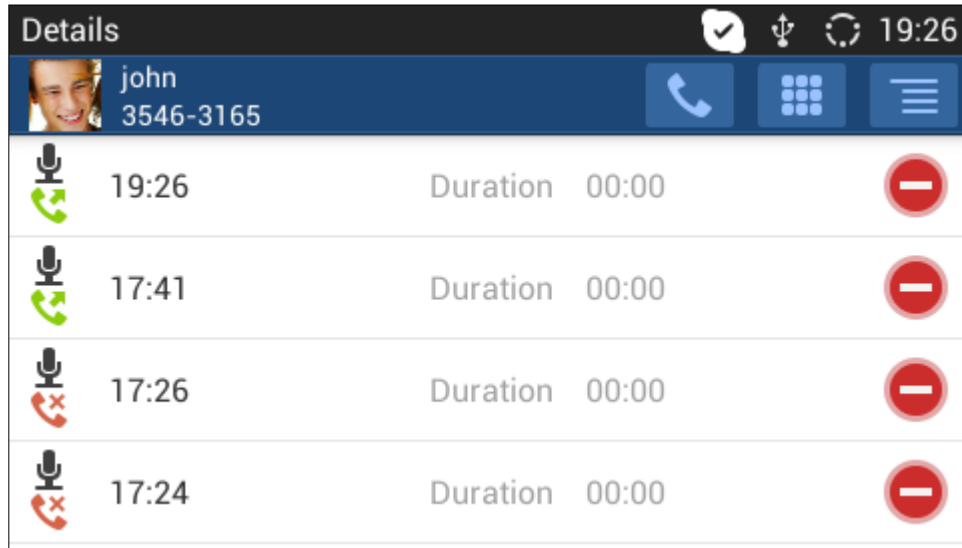 Details 19:26
john
3546-3165
19:26 Duration 00:00
17:41 Duration 00:00
17:26 Duration 00:00
17:24 Duration 00:00